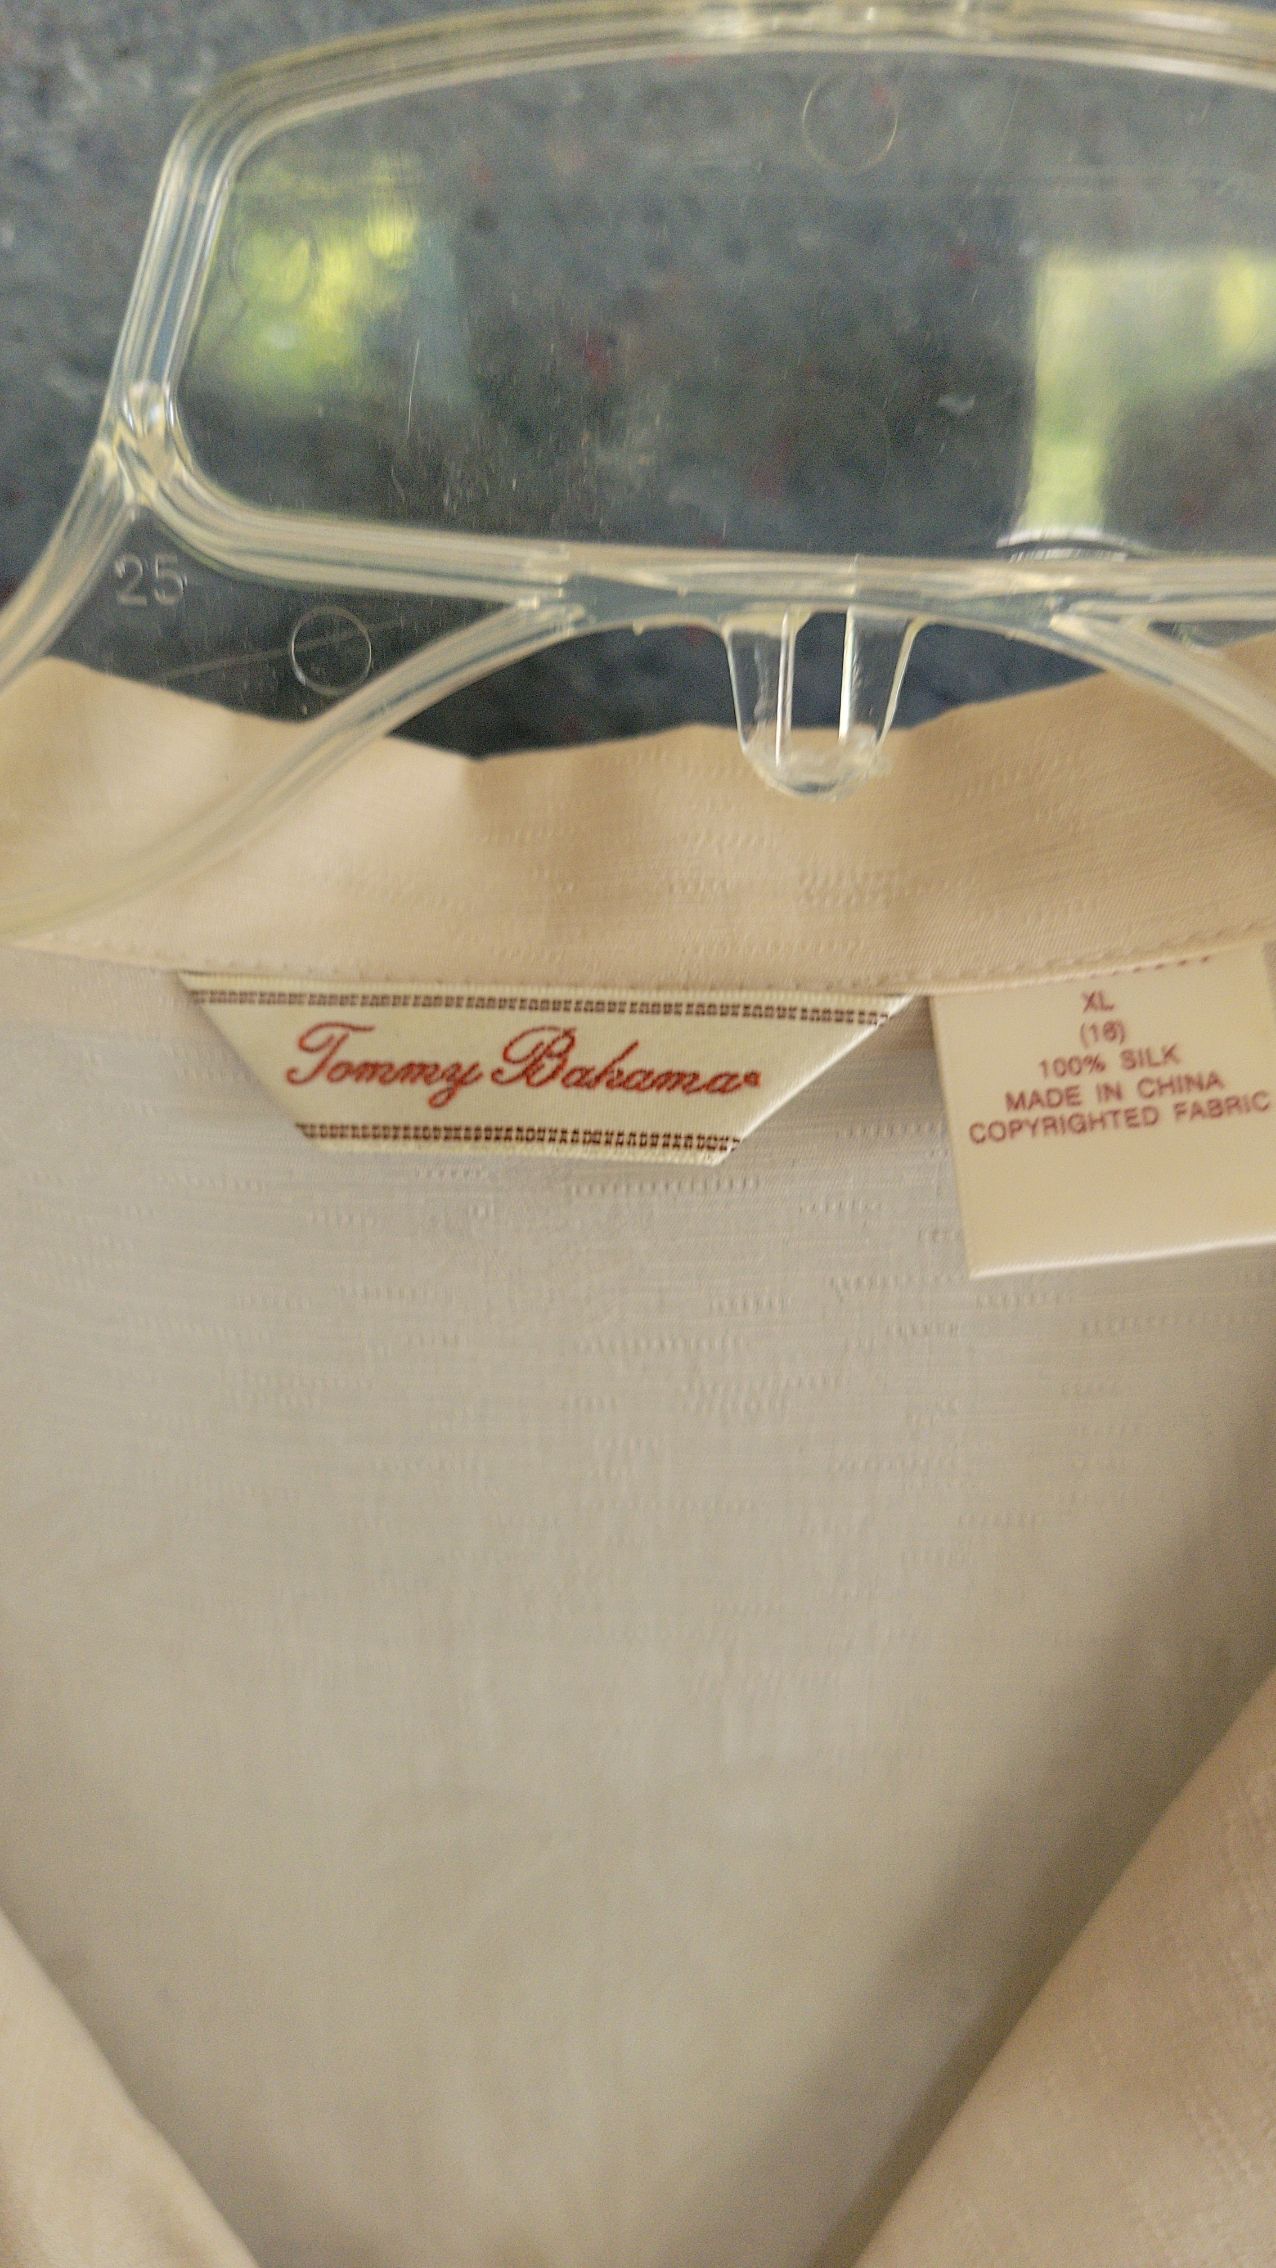 25
Tommy Bahama®
XL
(16)
100% SILK
MADE IN CHINA
COPYRIGHTED FABRIC